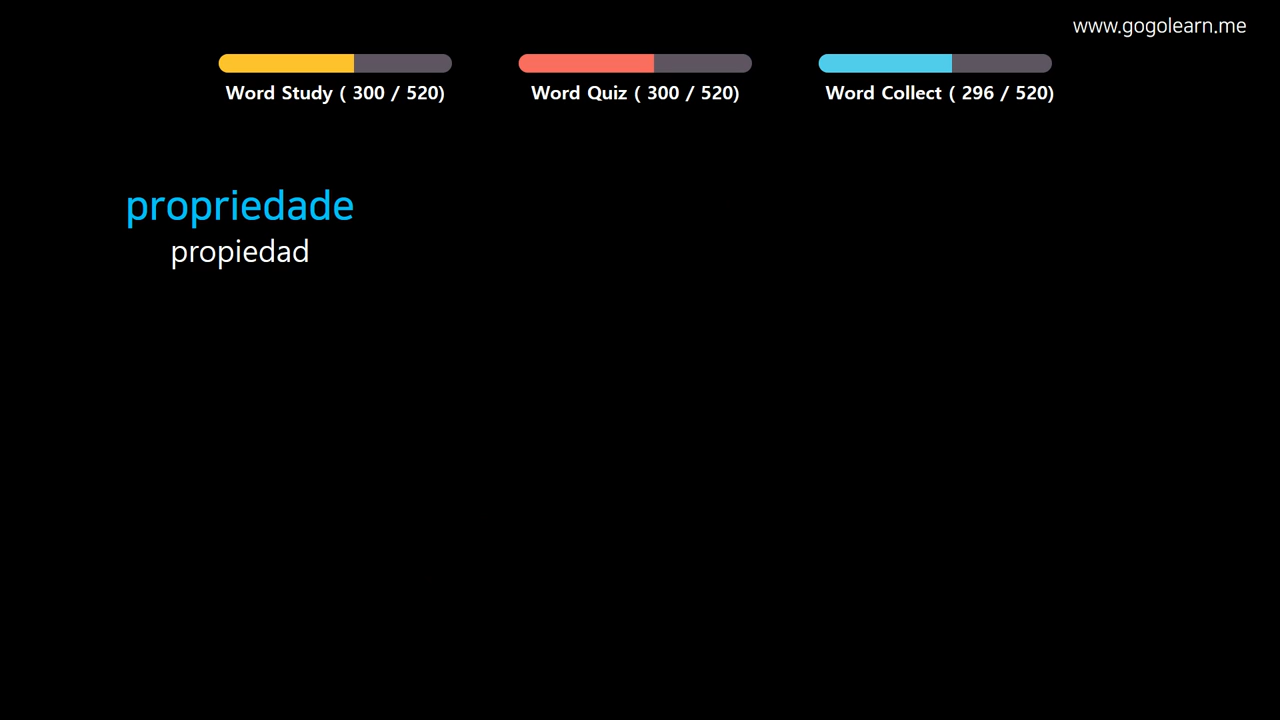 www.gogolearn.me
Word Study ( 300 / 520)
Word Quiz ( 300 / 520)
Word Collect ( 296 / 520)
propriedade
propiedad